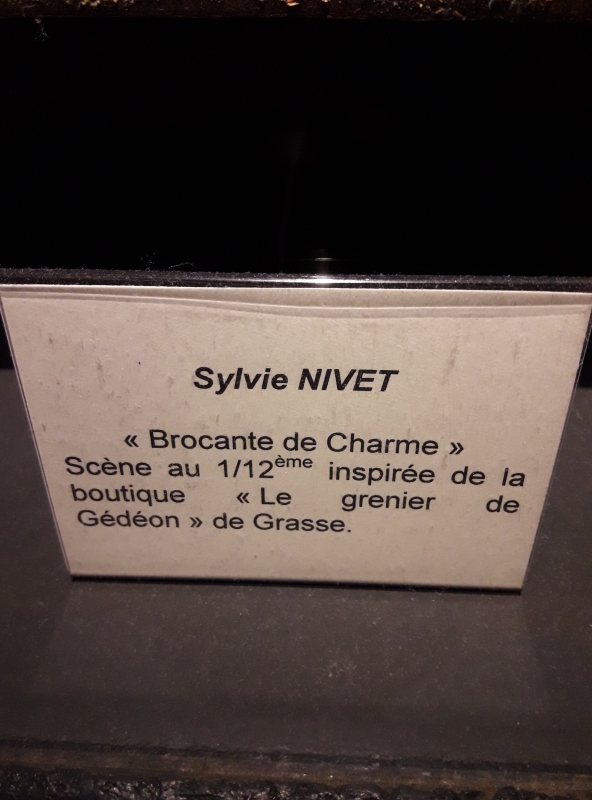 Sylvie NIVET
« Brocante de Charme »
Scène au 1/12ème inspirée de la
boutique « Le grenier de
Gédéon » de Grasse.